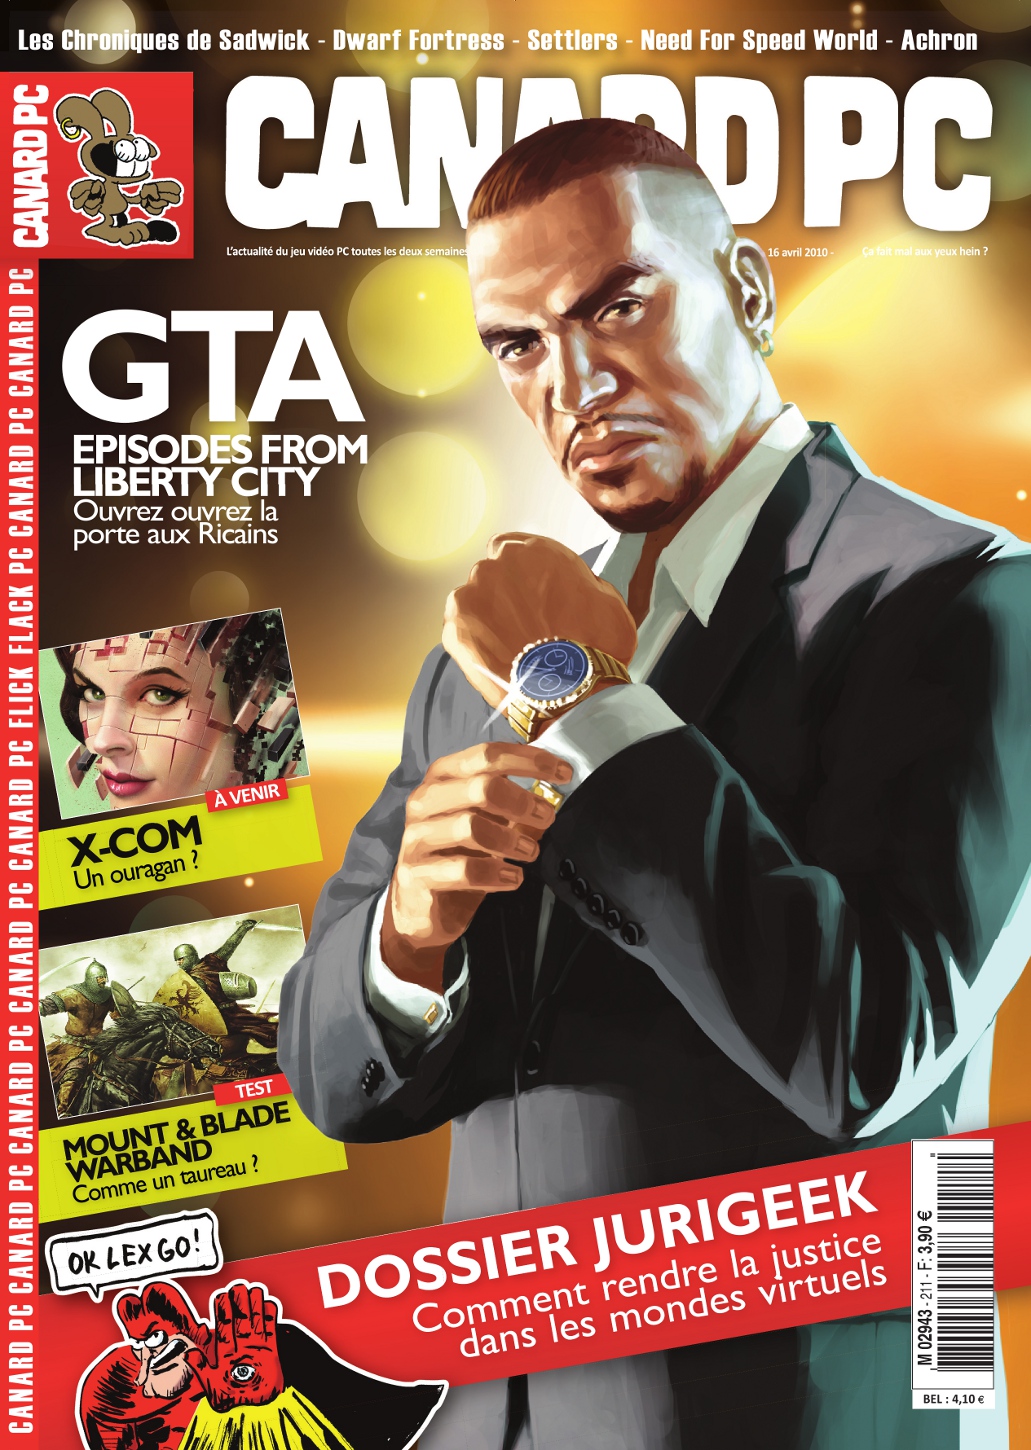 Les Chroniques de Sadwick - Dwarf Fortress - Settlers - Need For Speed World - Achron
CANARD PC
CANARD PC
L'actualité du jeu vidéo PC toutes les deux semaines
16 avril 2010 -
Ça fait mal aux yeux hein ?
GTA
EPISODES FROM
LIBERTY CITY
Ouvrez ouvrez la
porte aux Ricains
À VENIR
X-COM
Un ouragan ?
TEST
MOUNT & BLADE
WARBAND
Comme un taureau ?
OK LEX GO!
DOSSIER JURIGEEK
Comment rendre la justice
dans les mondes virtuels
M 02943 - 211 - F: 3,90 €
BEL : 4,10 €
CANARD PC CANARD PC CANARD PC CANARD PC CANARD PC CANARD PC FLICK FLACK PC CANARD PC CANARD PC CANARD PC